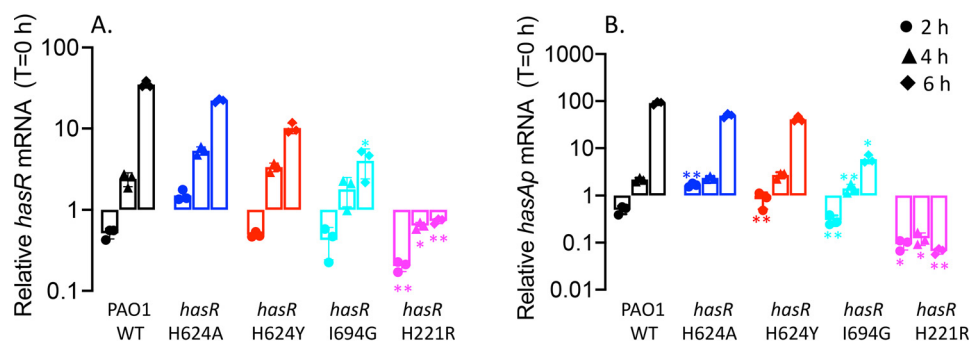 A.
Relative hasR mRNA (T=0 h)
100
10
1
0.1
*
*
**
**
PAO1
WT
hasR
H624A
hasR
H624Y
hasR
I694G
hasR
H221R
B.
Relative hasAp mRNA (T=0 h)
1000
100
10
1
0.1
0.01
**
**
**
**
*
*
*
**
PAO1
WT
hasR
H624A
hasR
H624Y
hasR
I694G
hasR
H221R
2 h
4 h
6 h